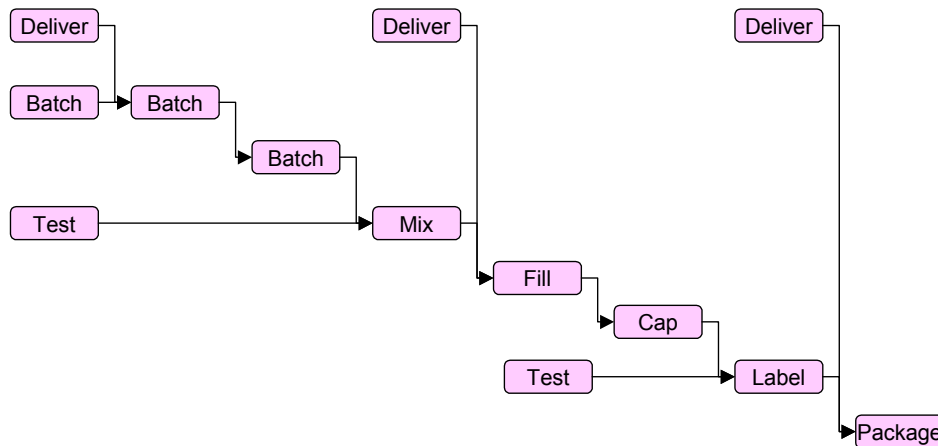 Deliver
Deliver
Deliver
Batch
Batch
Batch
Test
Mix
Fill
Cap
Test
Label
Package